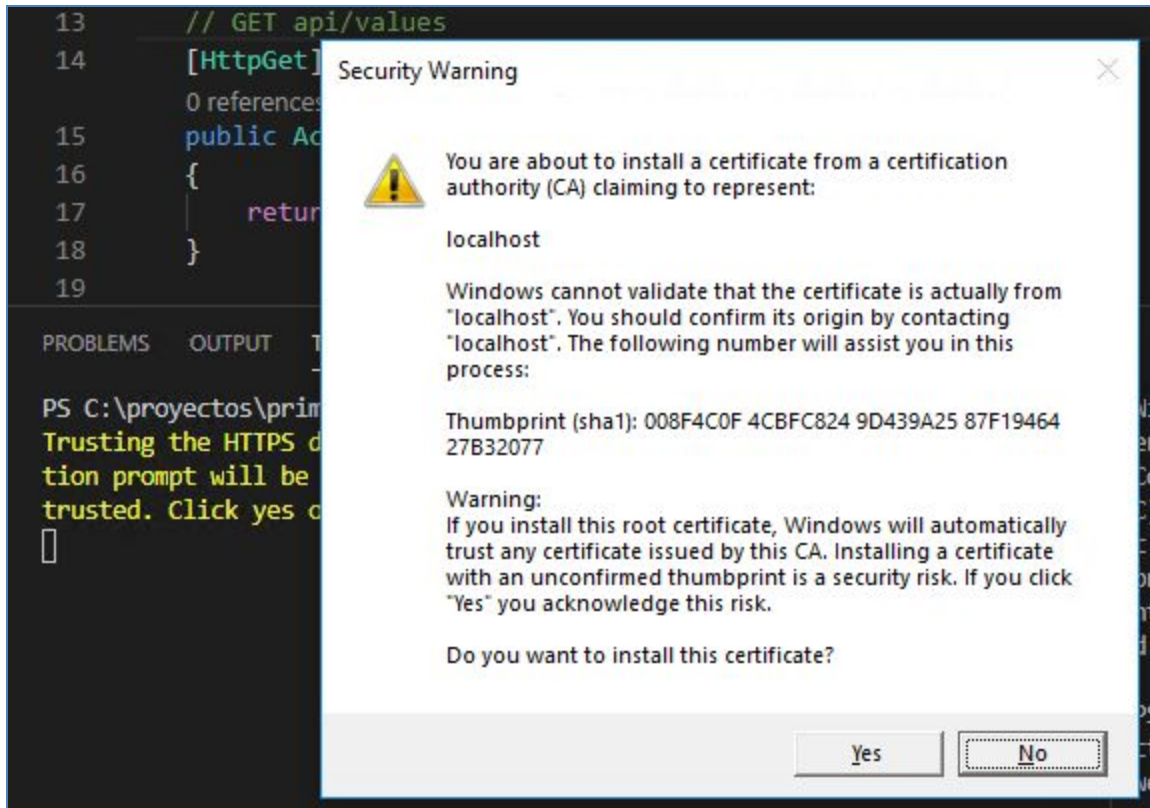 13 // GET api/values
14 [HttpGet]
0 references
15 public
16 {
17
18 }
19
Security Warning
You are about to install a certificate from a certification
authority (CA) claiming to represent:
localhost
Windows cannot validate that the certificate is actually from
"localhost". You should confirm its origin by contacting
"localhost". The following number will assist you in this
process:
Thumbprint (sha1): 008F4C0F 4CBFC824 9D439A25 87F19464
27B32077
Warning:
If you install this root certificate, Windows will automatically
trust any certificate issued by this CA. Installing a certificate
with an unconfirmed thumbprint is a security risk. If you click
"Yes" you acknowledge this risk.
Do you want to install this certificate?
Yes No
PROBLEMS OUTPUT
PS C:\proyectos\prim
Trusting the HTTPS d
tion prompt will be
trusted. Click yes o